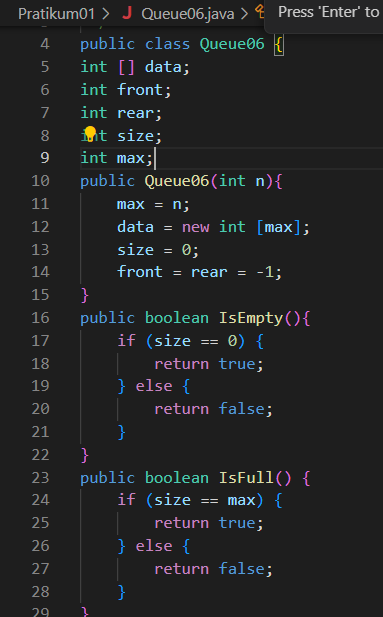 Pratikum01 > J Queue06.java > Press 'Enter' to
4 public class Queue06 {
5 int [] data;
6 int front;
7 int rear;
8 int size;
9 int max;
10 public Queue06(int n){
11 max = n;
12 data = new int [max];
13 size = 0;
14 front = rear = -1;
15 }
16 public boolean IsEmpty(){
17 if (size == 0) {
18 return true;
19 } else {
20 return false;
21 }
22 }
23 public boolean IsFull() {
24 if (size == max) {
25 return true;
26 } else {
27 return false;
28 }
29 }